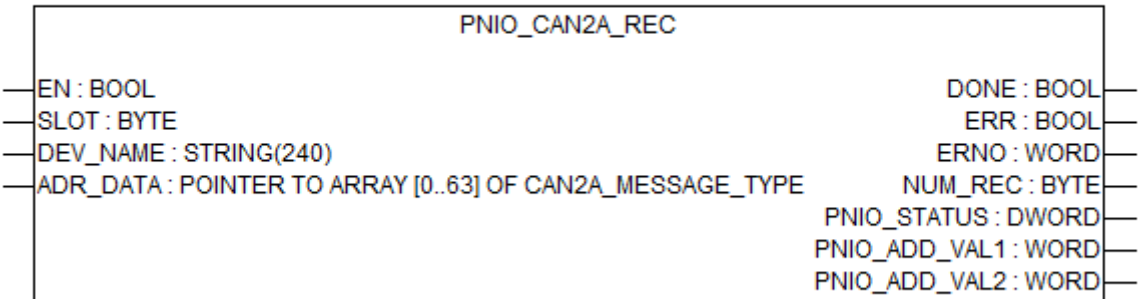 PNIO_CAN2A_REC
EN : BOOL DONE : BOOL
SLOT : BYTE ERR : BOOL
DEV_NAME : STRING(240) ERNO : WORD
ADR_DATA : POINTER TO ARRAY [0..63] OF CAN2A_MESSAGE_TYPE NUM_REC : BYTE
PNIO_STATUS : DWORD
PNIO_ADD_VAL1 : WORD
PNIO_ADD_VAL2 : WORD